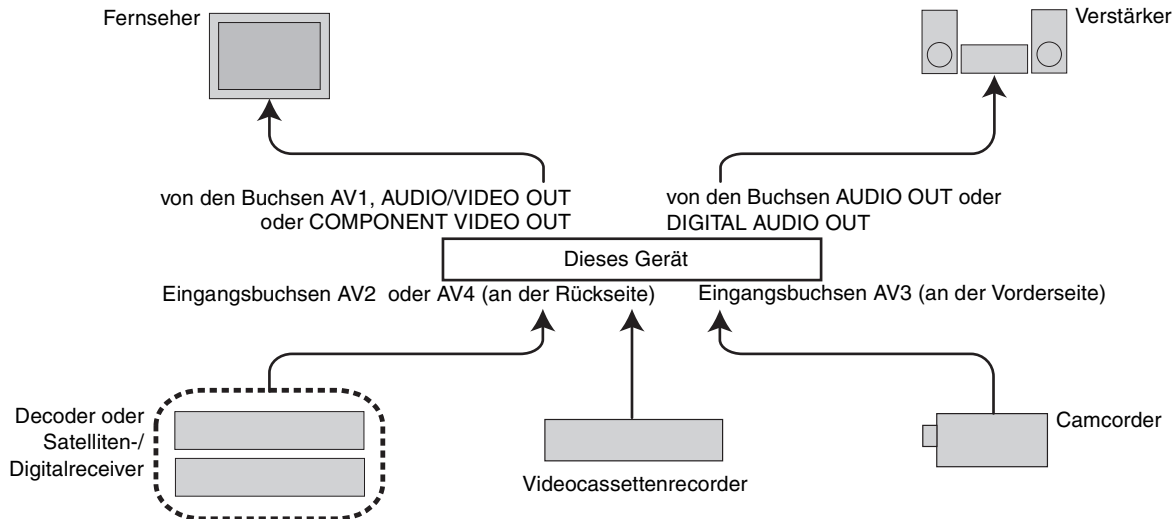 Fernseher
Verstärker
von den Buchsen AV1, AUDIO/VIDEO OUT
oder COMPONENT VIDEO OUT
von den Buchsen AUDIO OUT oder
DIGITAL AUDIO OUT
Dieses Gerät
Eingangsbuchsen AV2 oder AV4 (an der Rückseite)
Eingangsbuchsen AV3 (an der Vorderseite)
Decoder oder
Satelliten-/
Digitalreceiver
Videocassettenrecorder
Camcorder